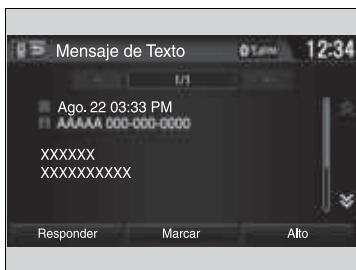 Mensaje de Texto 12:34
1/1
Ago. 22 03:33 PM
AAAAA 000-000-0000
XXXXXX
XXXXXXXXXX
Responder Marcar Alto